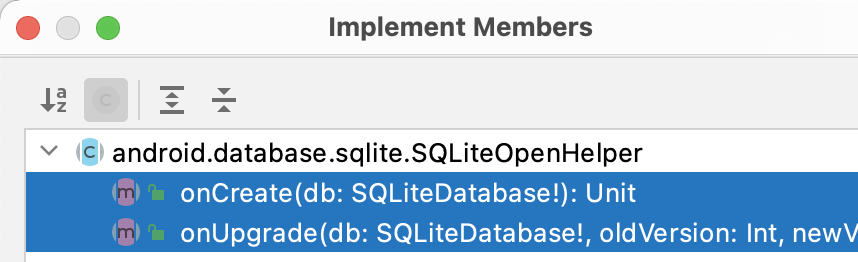 Implement Members
android.database.sqlite.SQLiteOpenHelper
onCreate(db: SQLiteDatabase!): Unit
onUpgrade(db: SQLiteDatabase!, oldVersion: Int, newV